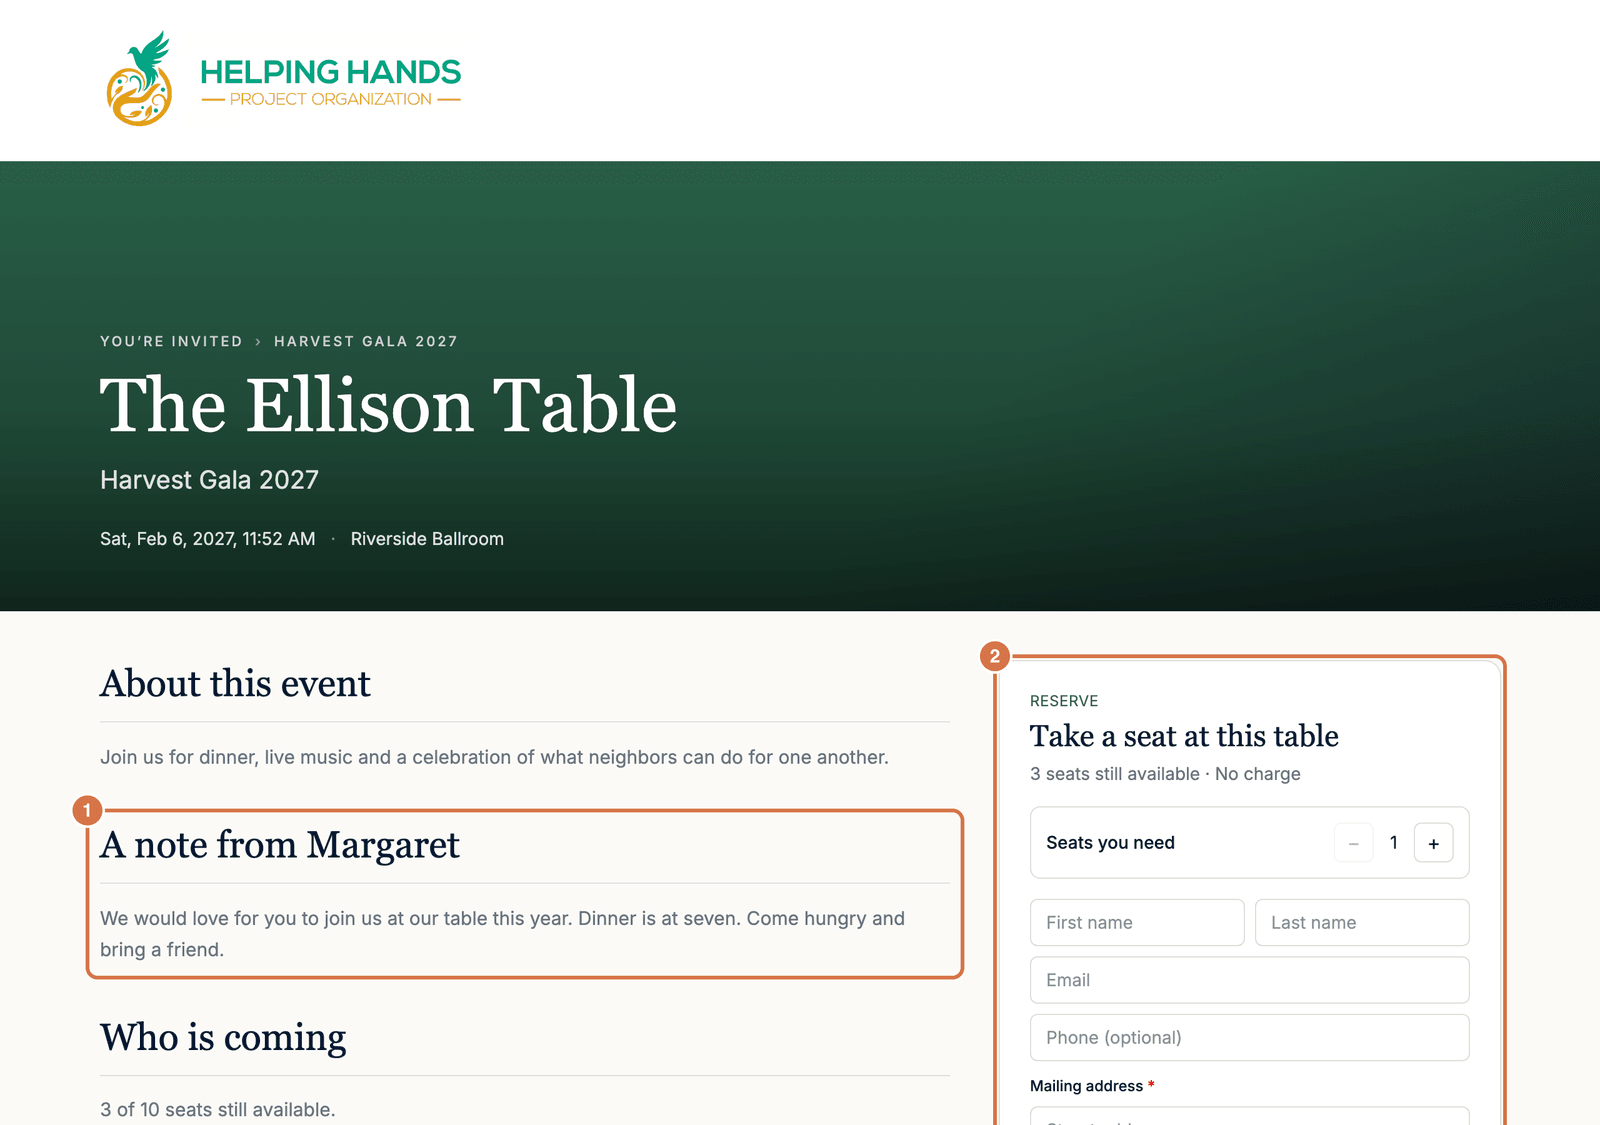 HELPING HANDS
PROJECT ORGANIZATION
YOU'RE INVITED › HARVEST GALA 2027
The Ellison Table
Harvest Gala 2027
Sat, Feb 6, 2027, 11:52 AM · Riverside Ballroom
About this event
Join us for dinner, live music and a celebration of what neighbors can do for one another.
1
A note from Margaret
We would love for you to join us at our table this year. Dinner is at seven. Come hungry and
bring a friend.
Who is coming
3 of 10 seats still available.
2
RESERVE
Take a seat at this table
3 seats still available · No charge
Seats you need − 1 +
First name Last name
Email
Phone (optional)
Mailing address *